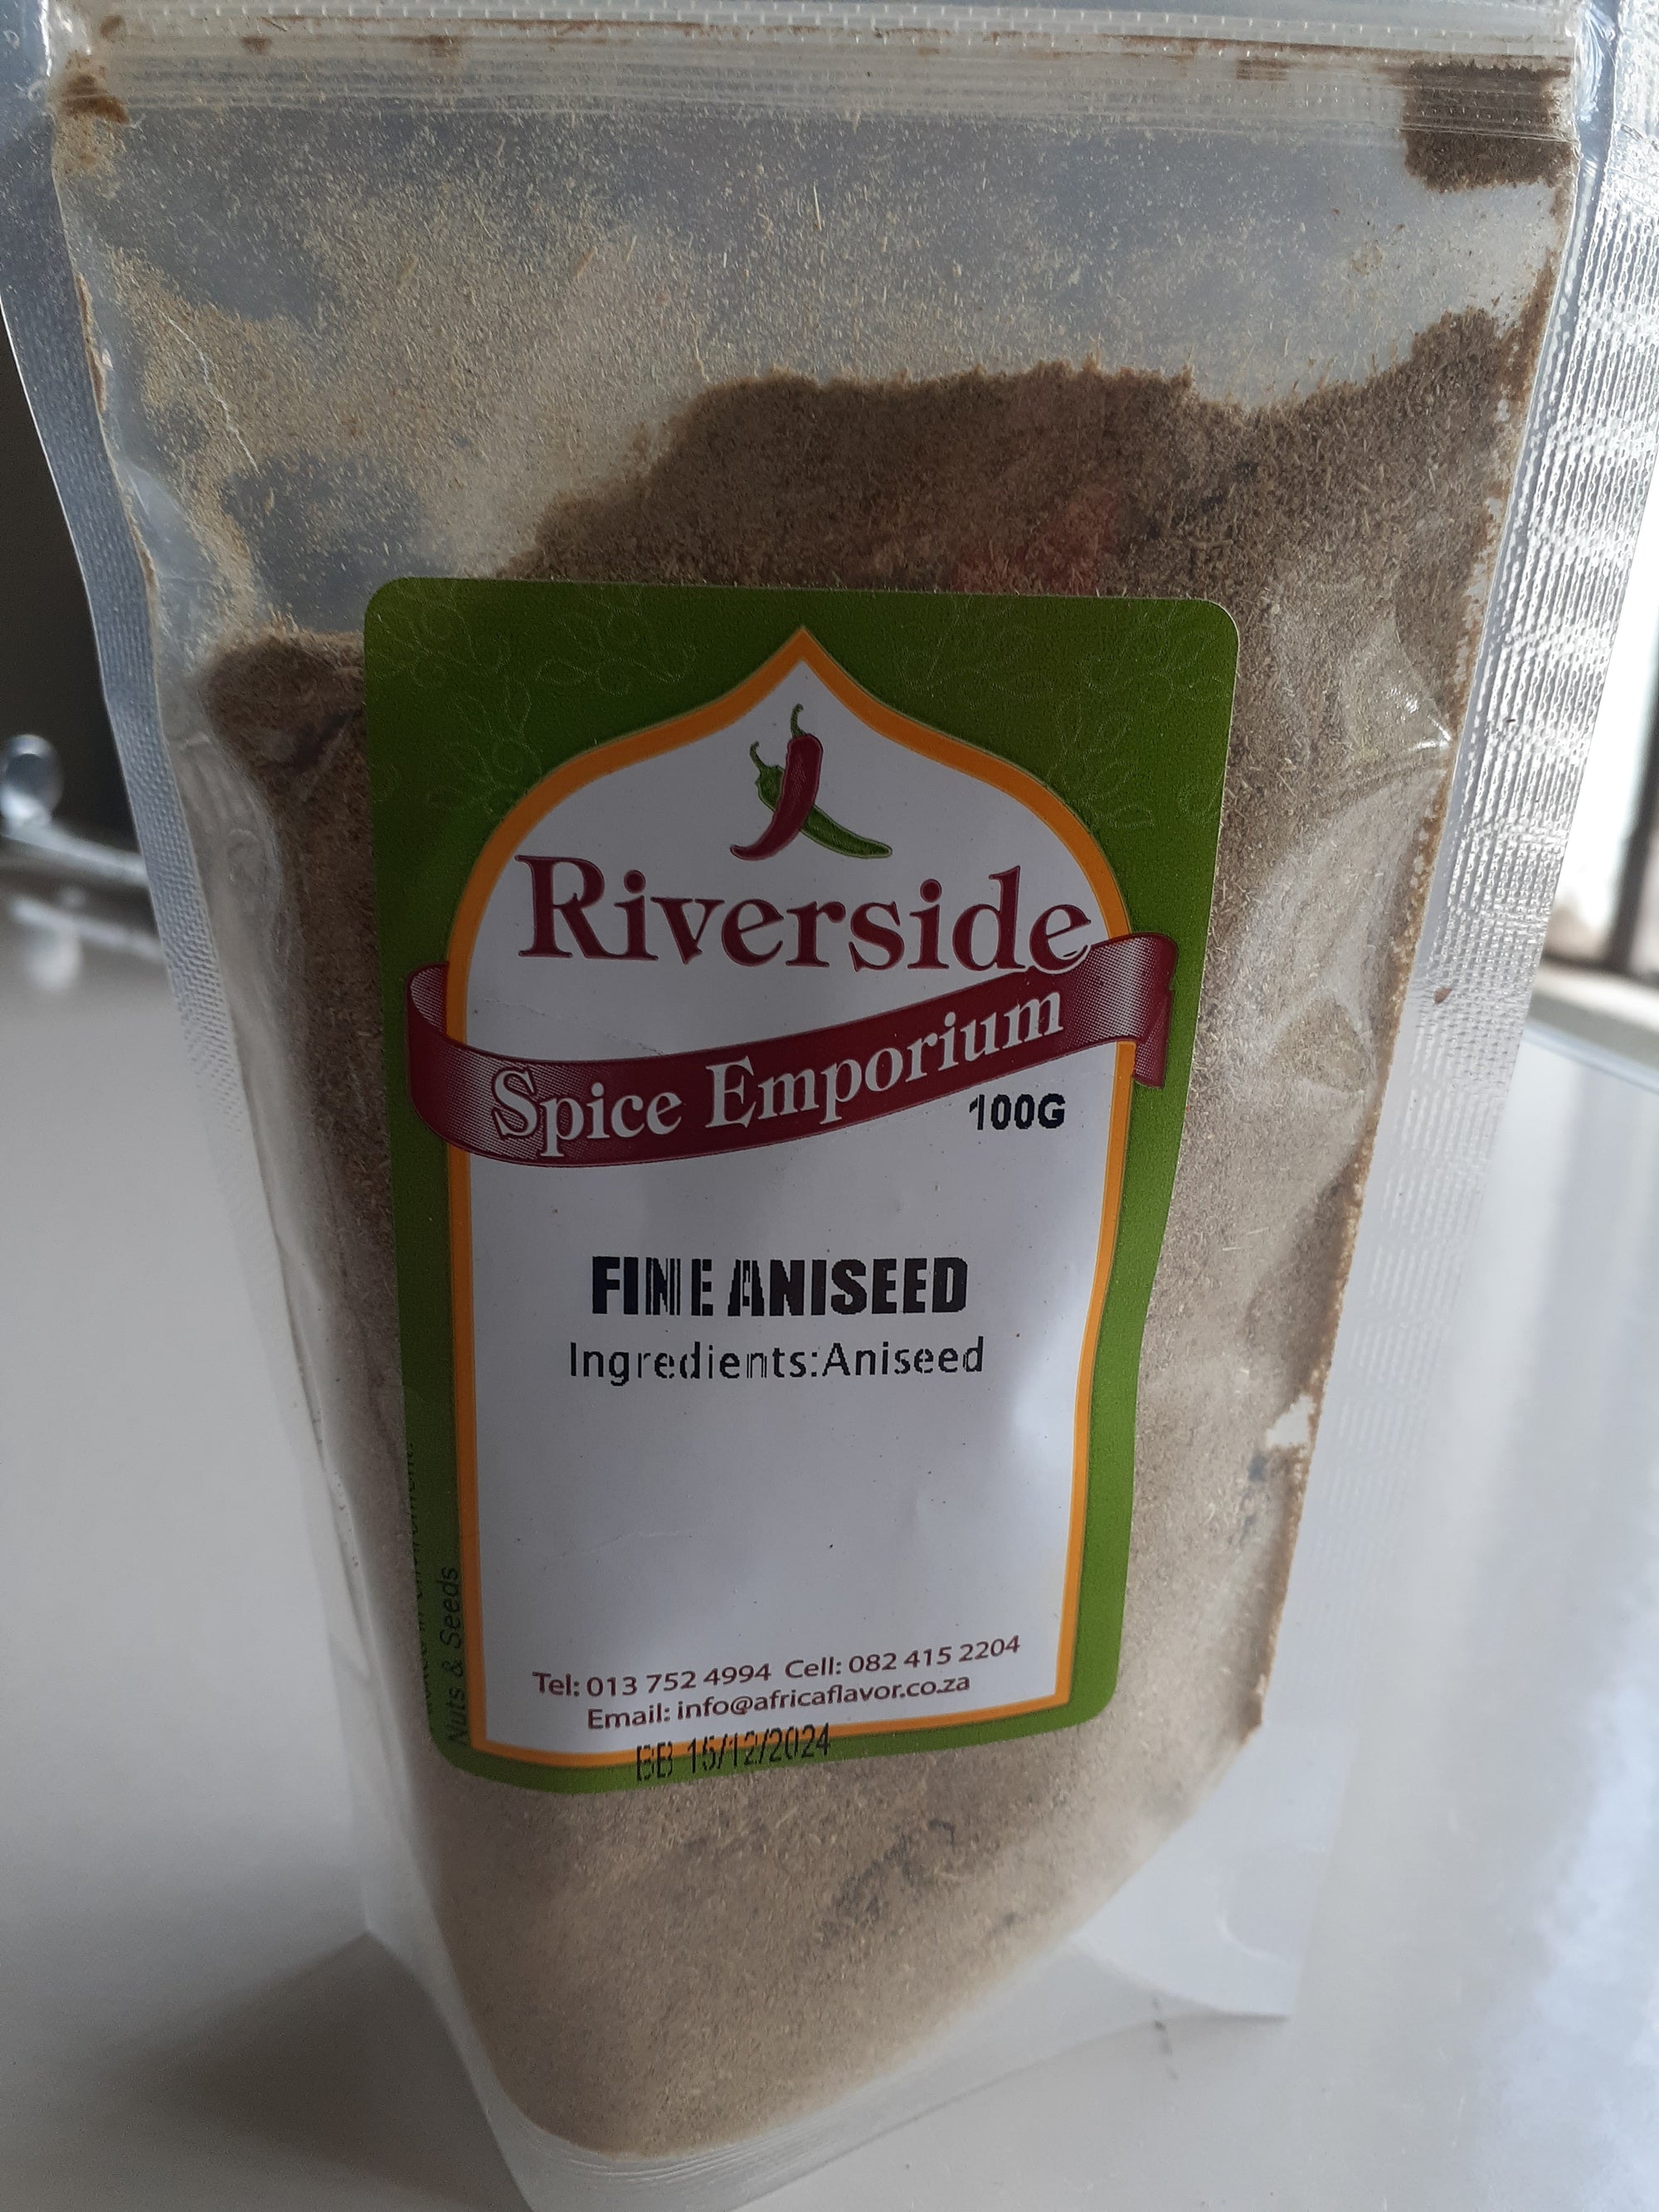 Riverside
Spice Emporium
100G
FINE ANISEED
Ingredients:Aniseed
Tel: 013 752 4994 Cell: 082 415 2204
Email: info@africaflavor.co.za
BB 15/12/2024
Nuts & Seeds